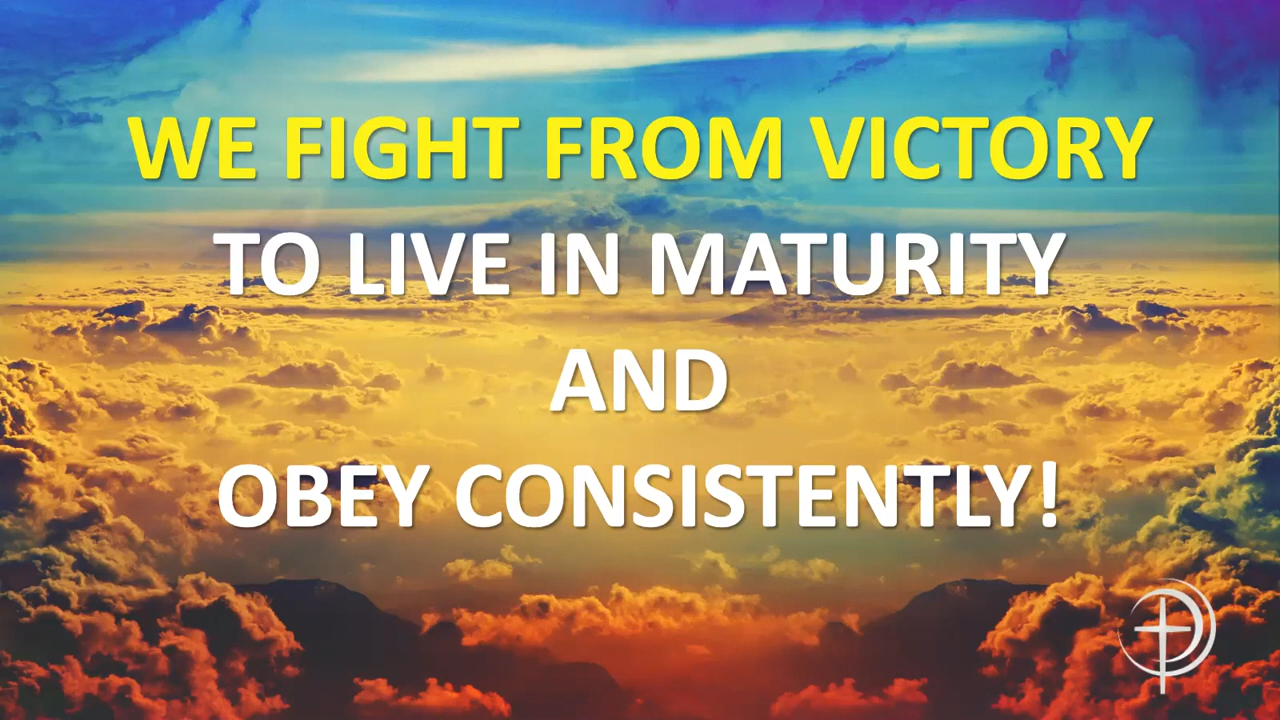 WE FIGHT FROM VICTORY
TO LIVE IN MATURITY
AND
OBEY CONSISTENTLY!